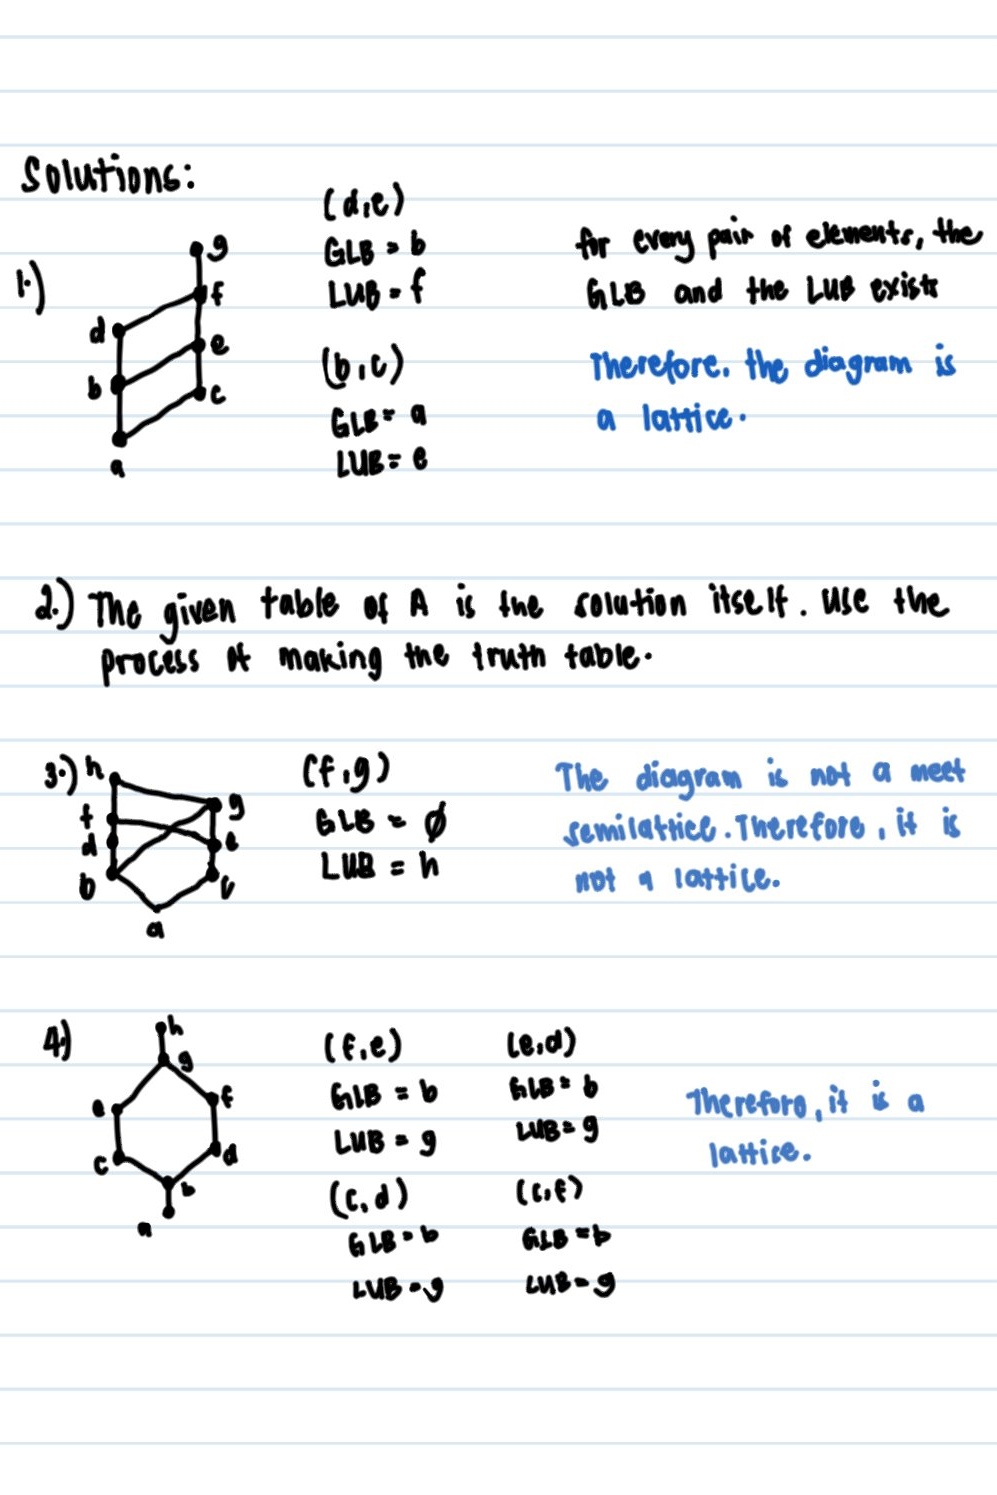 Solutions:
1.)
g
f
d
e
b
c
a
(d,e)
GLB = b
LUB = f
(b,c)
GLB = a
LUB = e
for every pair of elements, the
GLB and the LUB exists
Therefore, the diagram is
a lattice.
2.) The given table of A is the solution itself. Use the
process of making the truth table.
3.)
h
g
f
d
e
b
c
a
(f,g)
GLB = ∅
LUB = h
The diagram is not a meet
semilattice. Therefore, it is
not a lattice.
4.)
h
g
e
f
c
d
b
a
(f,e)
GLB = b
LUB = g
(c,d)
GLB = b
LUB = g
(e,d)
GLB = b
LUB = g
(c,f)
GLB = b
LUB = g
Therefore, it is a
lattice.